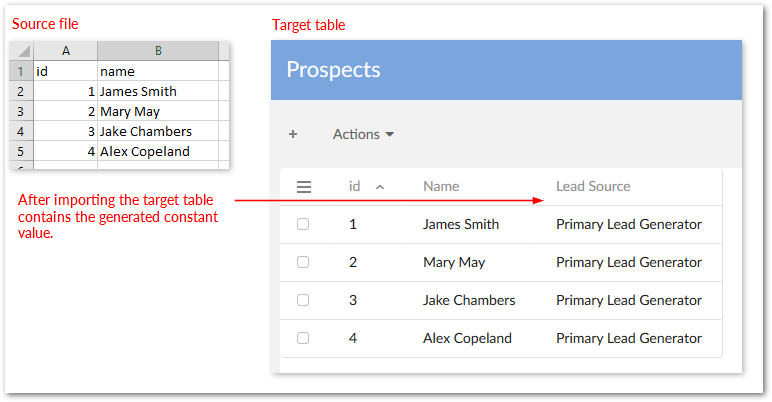 Source file
A B
1 id name
2 1 James Smith
3 2 Mary May
4 3 Jake Chambers
5 4 Alex Copeland
After importing the target table
contains the generated constant
value.
Target table
Prospects
+ Actions
id Name Lead Source
1 James Smith Primary Lead Generator
2 Mary May Primary Lead Generator
3 Jake Chambers Primary Lead Generator
4 Alex Copeland Primary Lead Generator